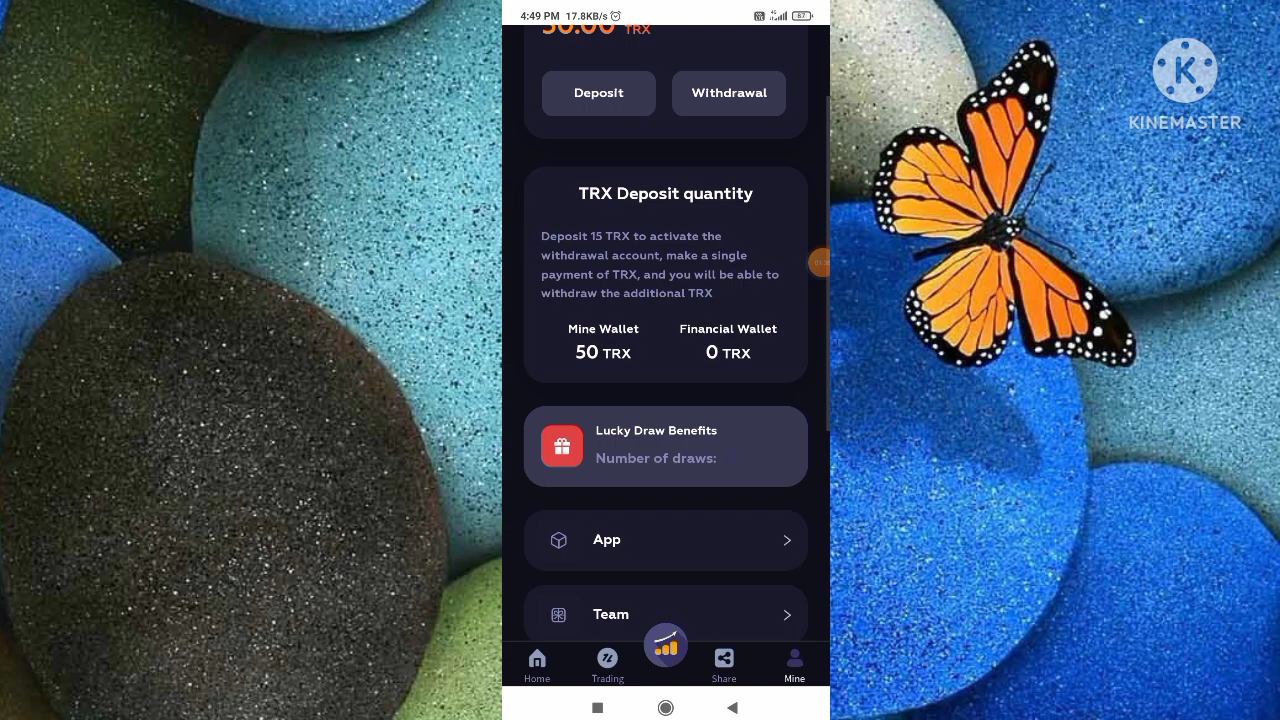 4:49 PM 17.8KB/s
87
TRX
Deposit
Withdrawal
TRX Deposit quantity
Deposit 15 TRX to activate the
withdrawal account, make a single
payment of TRX, and you will be able to
withdraw the additional TRX
Mine Wallet
Financial Wallet
50 TRX
0 TRX
Lucky Draw Benefits
Number of draws:
App
Team
Home
Trading
Share
Mine
K
KINEMASTER